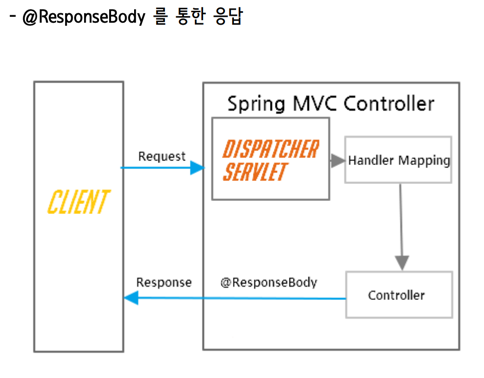 - @ResponseBody 를 통한 응답
Spring MVC Controller
DISPATCHER
SERVLET
Request
Handler Mapping
CLIENT
Response
@ResponseBody
Controller